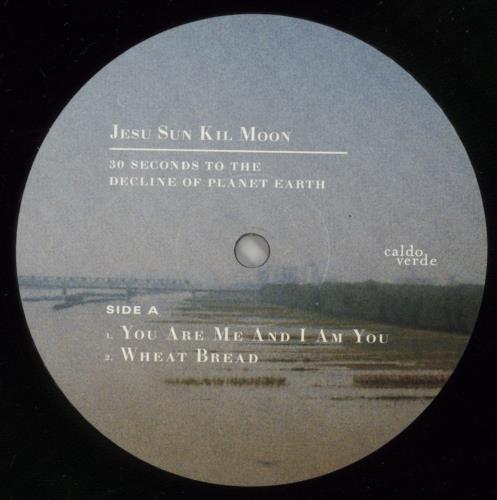 JESU SUN KIL MOON
30 SECONDS TO THE
DECLINE OF PLANET EARTH
caldo
verde
SIDE A
1. YOU ARE ME AND I AM YOU
2. WHEAT BREAD